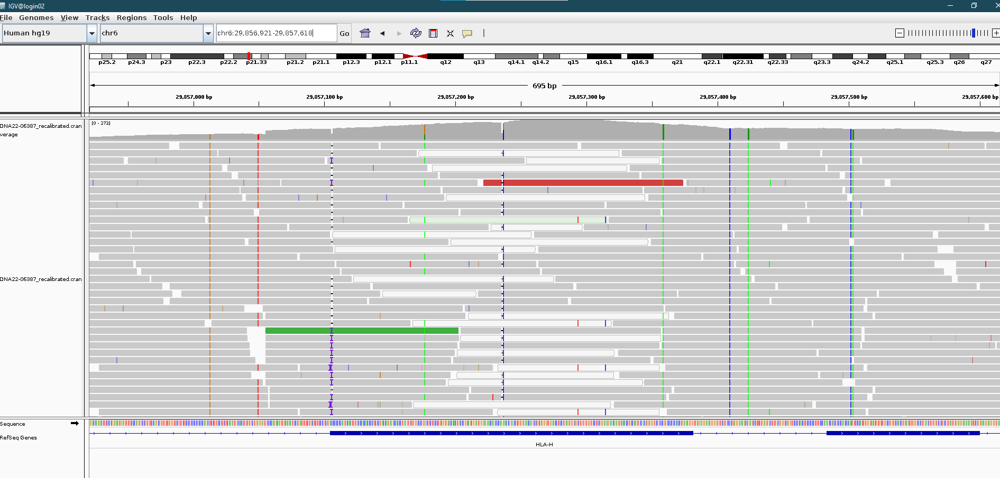 IGV@login02
File Genomes View Tracks Regions Tools Help
Human hg19 chr6 chr6:29,856,921-29,857,618 Go
p25.2 p24.3 p23 p22.3 p22.2 p21.33 p21.2 p21.1 p12.3 p12.1 p11.1 q12 q13 q14.1 q14.2 q15 q16.1 q16.3 q21 q22.1 q22.31 q22.33 q23.3 q24.2 q25.1 q25.3 q26 q27
695 bp
29,857,000 bp 29,857,100 bp 29,857,200 bp 29,857,300 bp 29,857,400 bp 29,857,500 bp 29,857,600 bp
[0 - 273]
DNA22-06387_recalibrated.cran
verage
DNA22-06387_recalibrated.cran
Sequence
RefSeq Genes
HLA-H